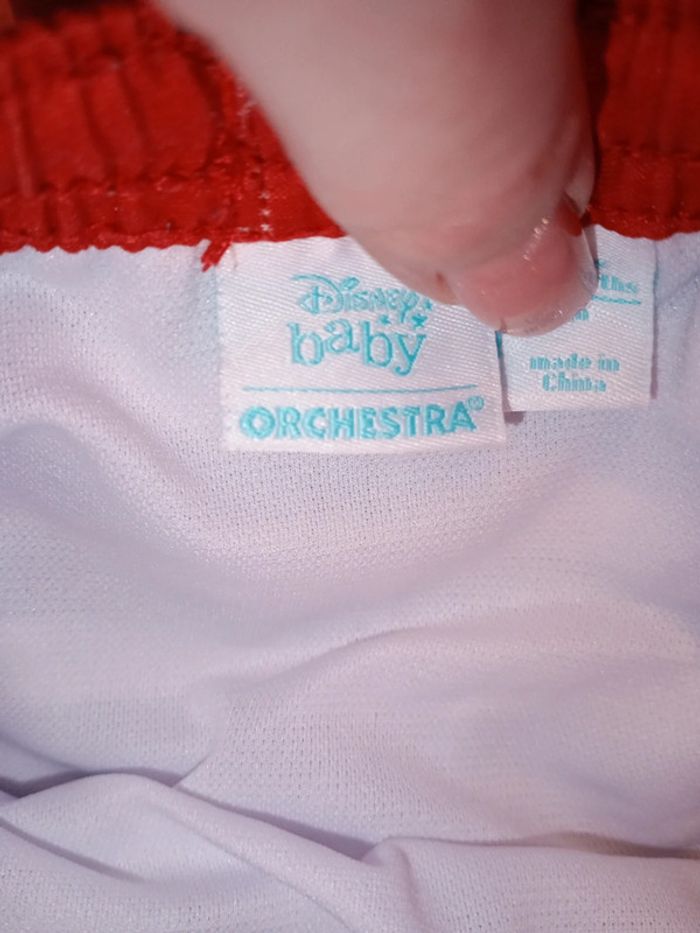 Disney
baby
ORCHESTRA®
made in
China